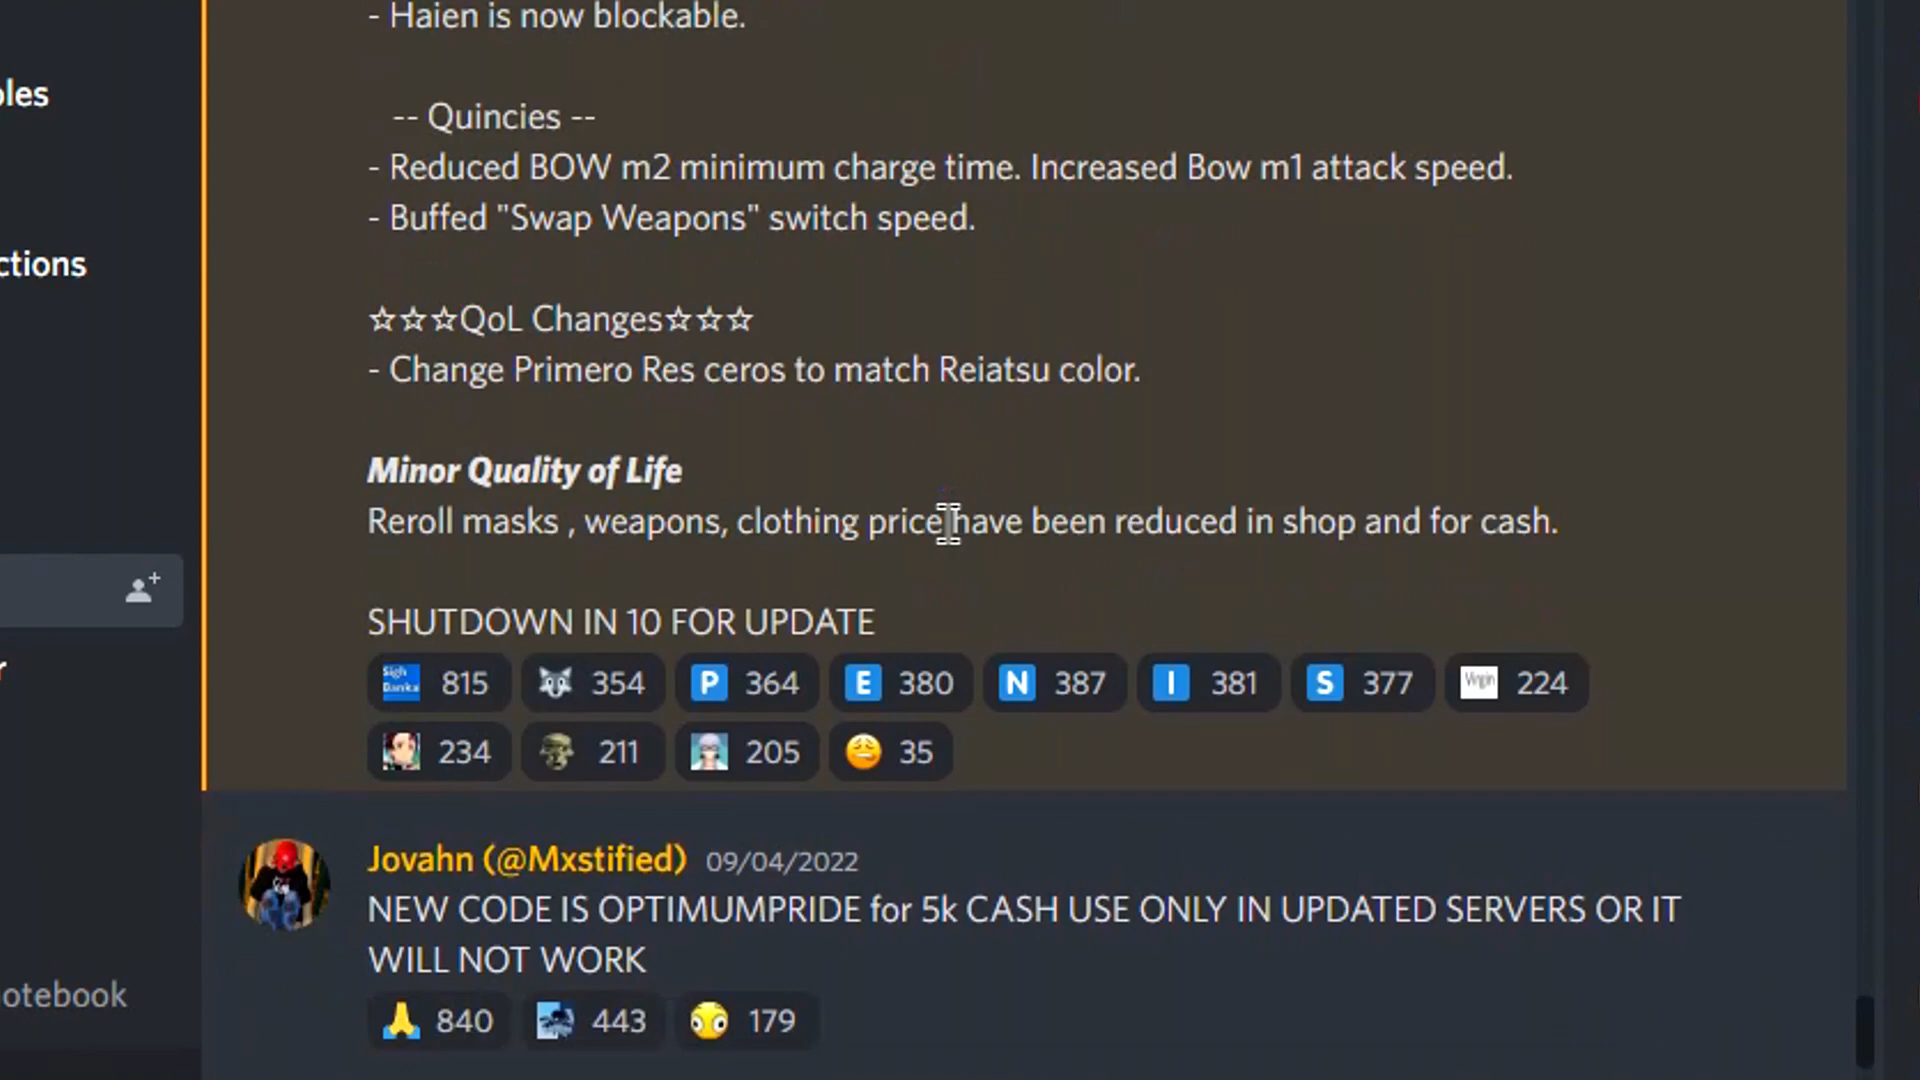 - Haien is now blockable.
oles
-- Quincies --
- Reduced BOW m2 minimum charge time. Increased Bow m1 attack speed.
- Buffed "Swap Weapons" switch speed.
ctions
☆☆☆QoL Changes☆☆☆
- Change Primero Res ceros to match Reiatsu color.
Minor Quality of Life
Reroll masks , weapons, clothing price have been reduced in shop and for cash.
SHUTDOWN IN 10 FOR UPDATE
r
Sigh Banka 815 354 P 364 E 380 N 387 I 381 S 377 Virgin 224
234 211 205 35
Jovahn (@Mxstified) 09/04/2022
NEW CODE IS OPTIMUMPRIDE for 5k CASH USE ONLY IN UPDATED SERVERS OR IT
WILL NOT WORK
otebook
840 443 179